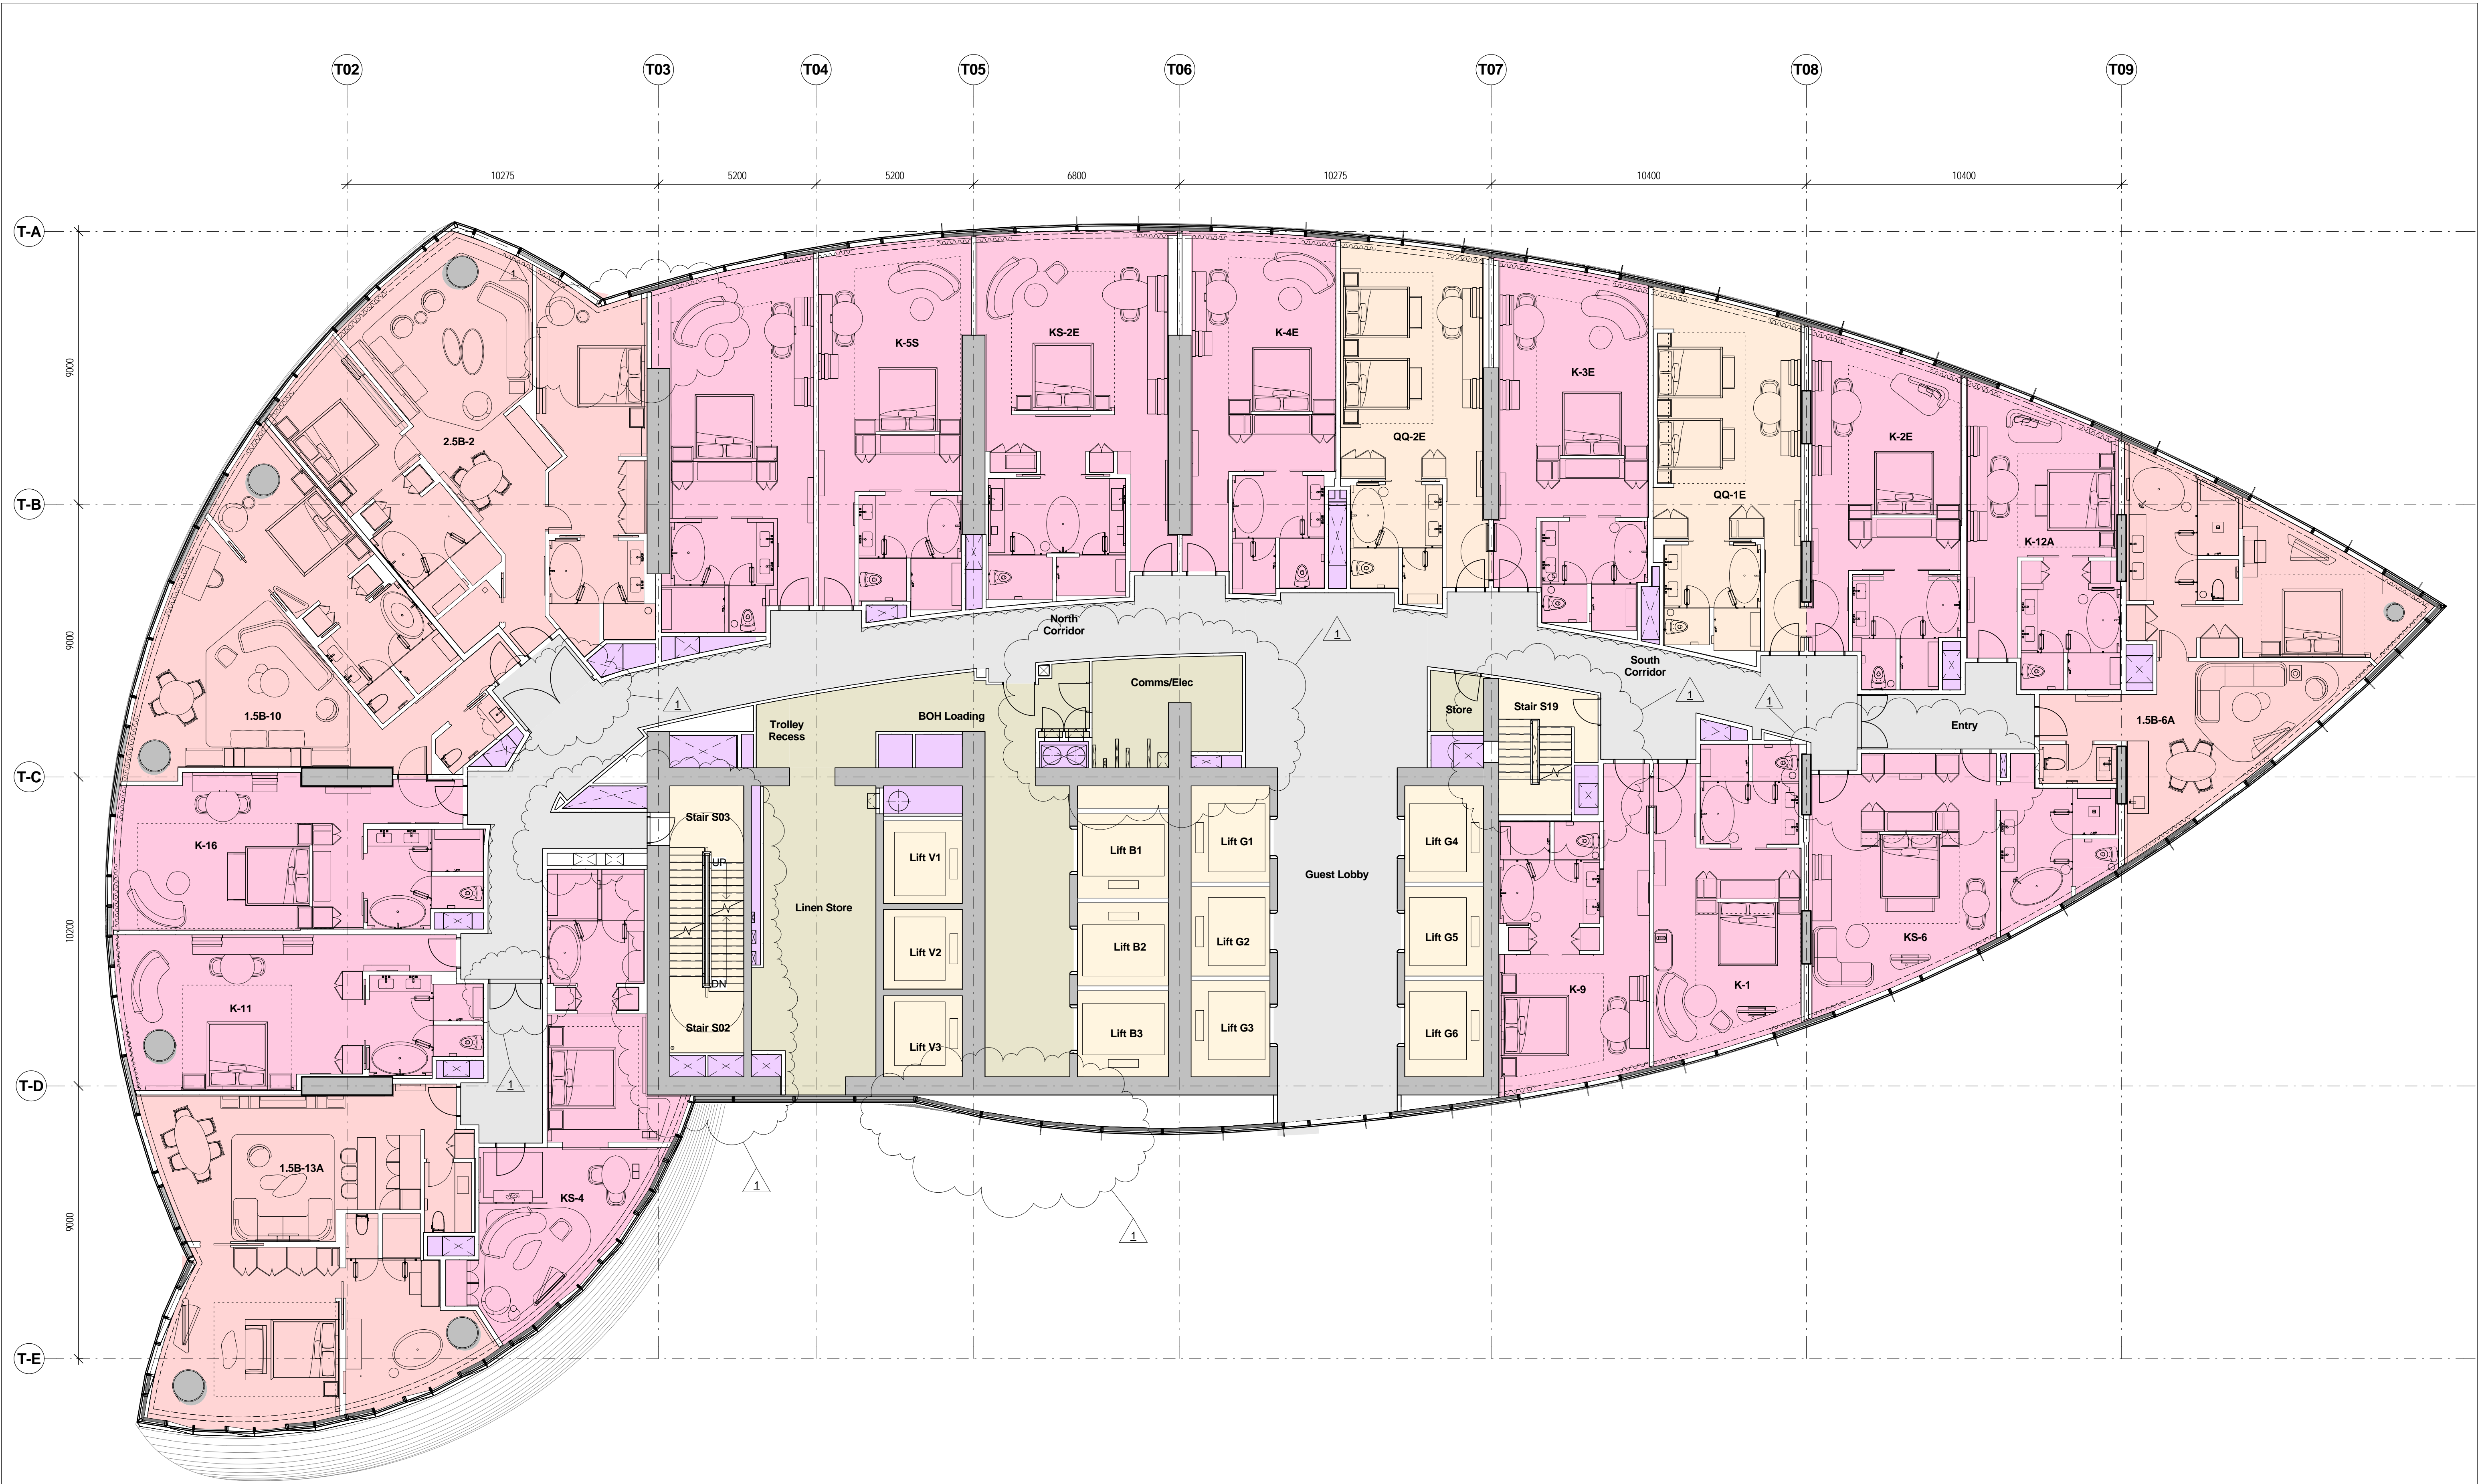 T02
T03
T04
T05
T06
T07
T08
T09
10275
5200
5200
6800
10275
10400
10400
T-A
T-B
T-C
T-D
T-E
9000
9000
10200
9000
1
K-5S
KS-2E
K-4E
K-3E
QQ-2E
K-2E
2.5B-2
QQ-1E
K-12A
North
Corridor
1
South
Corridor
1
1
1
Comms/Elec
Trolley
Recess
BOH Loading
Store
Stair S19
Entry
1.5B-6A
1.5B-10
K-16
Stair S03
UP
Lift V1
Lift B1
Lift G1
Lift G4
Guest Lobby
Linen Store
Lift V2
Lift B2
Lift G2
Lift G5
KS-6
K-11
DN
K-9
K-1
Stair S02
Lift V3
Lift B3
Lift G3
Lift G6
1
1.5B-13A
KS-4
1
1